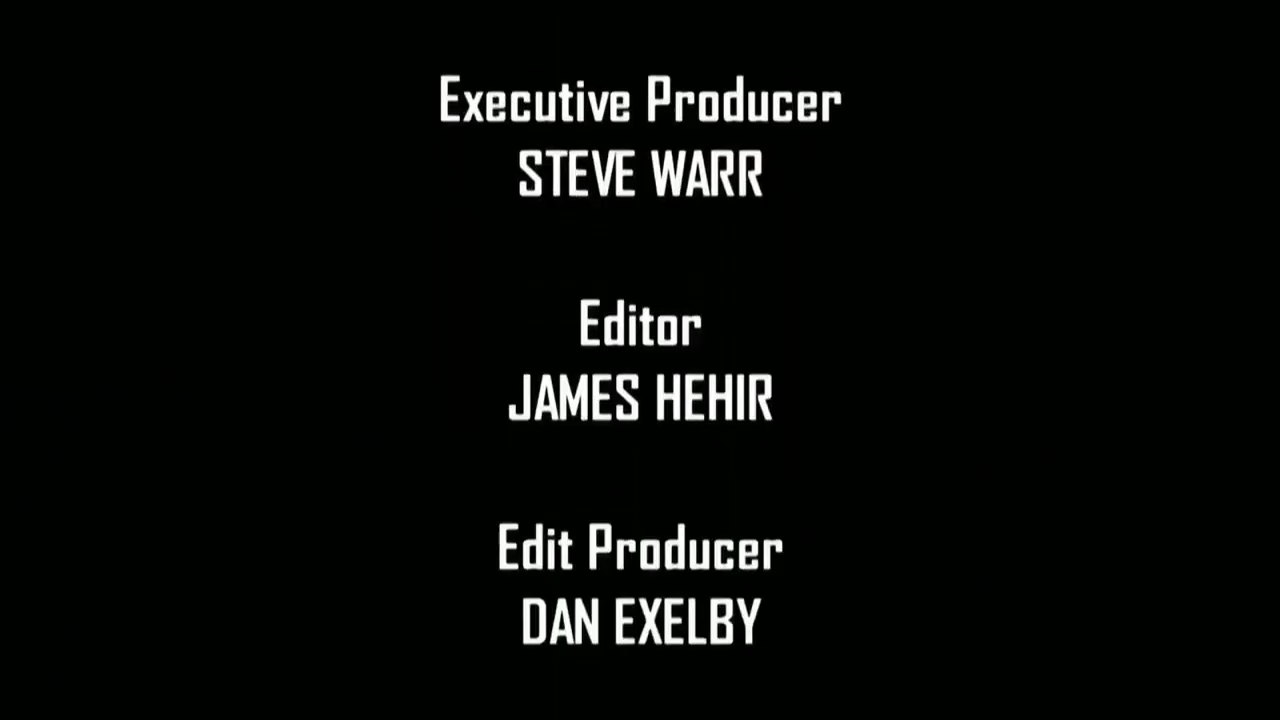 Executive Producer
STEVE WARR
Editor
JAMES HEHIR
Edit Producer
DAN EXELBY